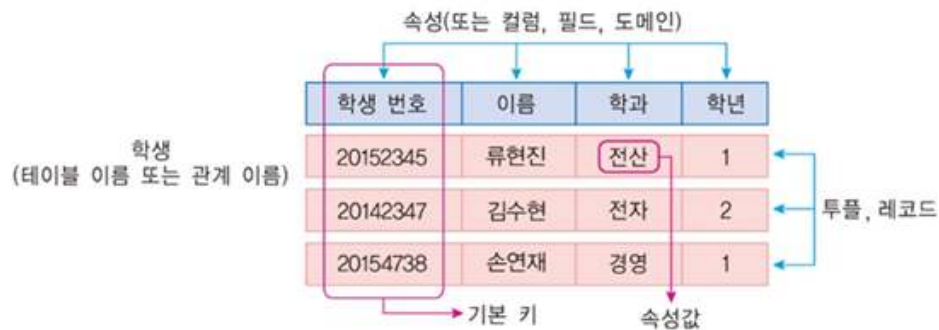 속성(또는 컬럼, 필드, 도메인)
학생 번호 이름 학과 학년
학생
(테이블 이름 또는 관계 이름)
20152345 류현진 전산 1
20142347 김수현 전자 2
투플, 레코드
20154738 손연재 경영 1
기본 키
속성값